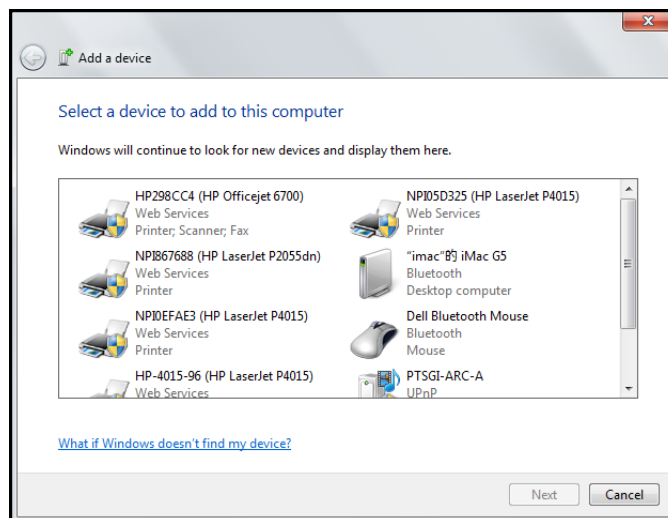 Add a device
Select a device to add to this computer
Windows will continue to look for new devices and display them here.
HP298CC4 (HP Officejet 6700)
Web Services
Printer; Scanner; Fax
NPI867688 (HP LaserJet P2055dn)
Web Services
Printer
NPI0EFAE3 (HP LaserJet P4015)
Web Services
Printer
HP-4015-96 (HP LaserJet P4015)
Web Services
NPI05D325 (HP LaserJet P4015)
Web Services
Printer
“imac”的 iMac G5
Bluetooth
Desktop computer
Dell Bluetooth Mouse
Bluetooth
Mouse
PTSGI-ARC-A
UPnP
What if Windows doesn't find my device?
Next
Cancel